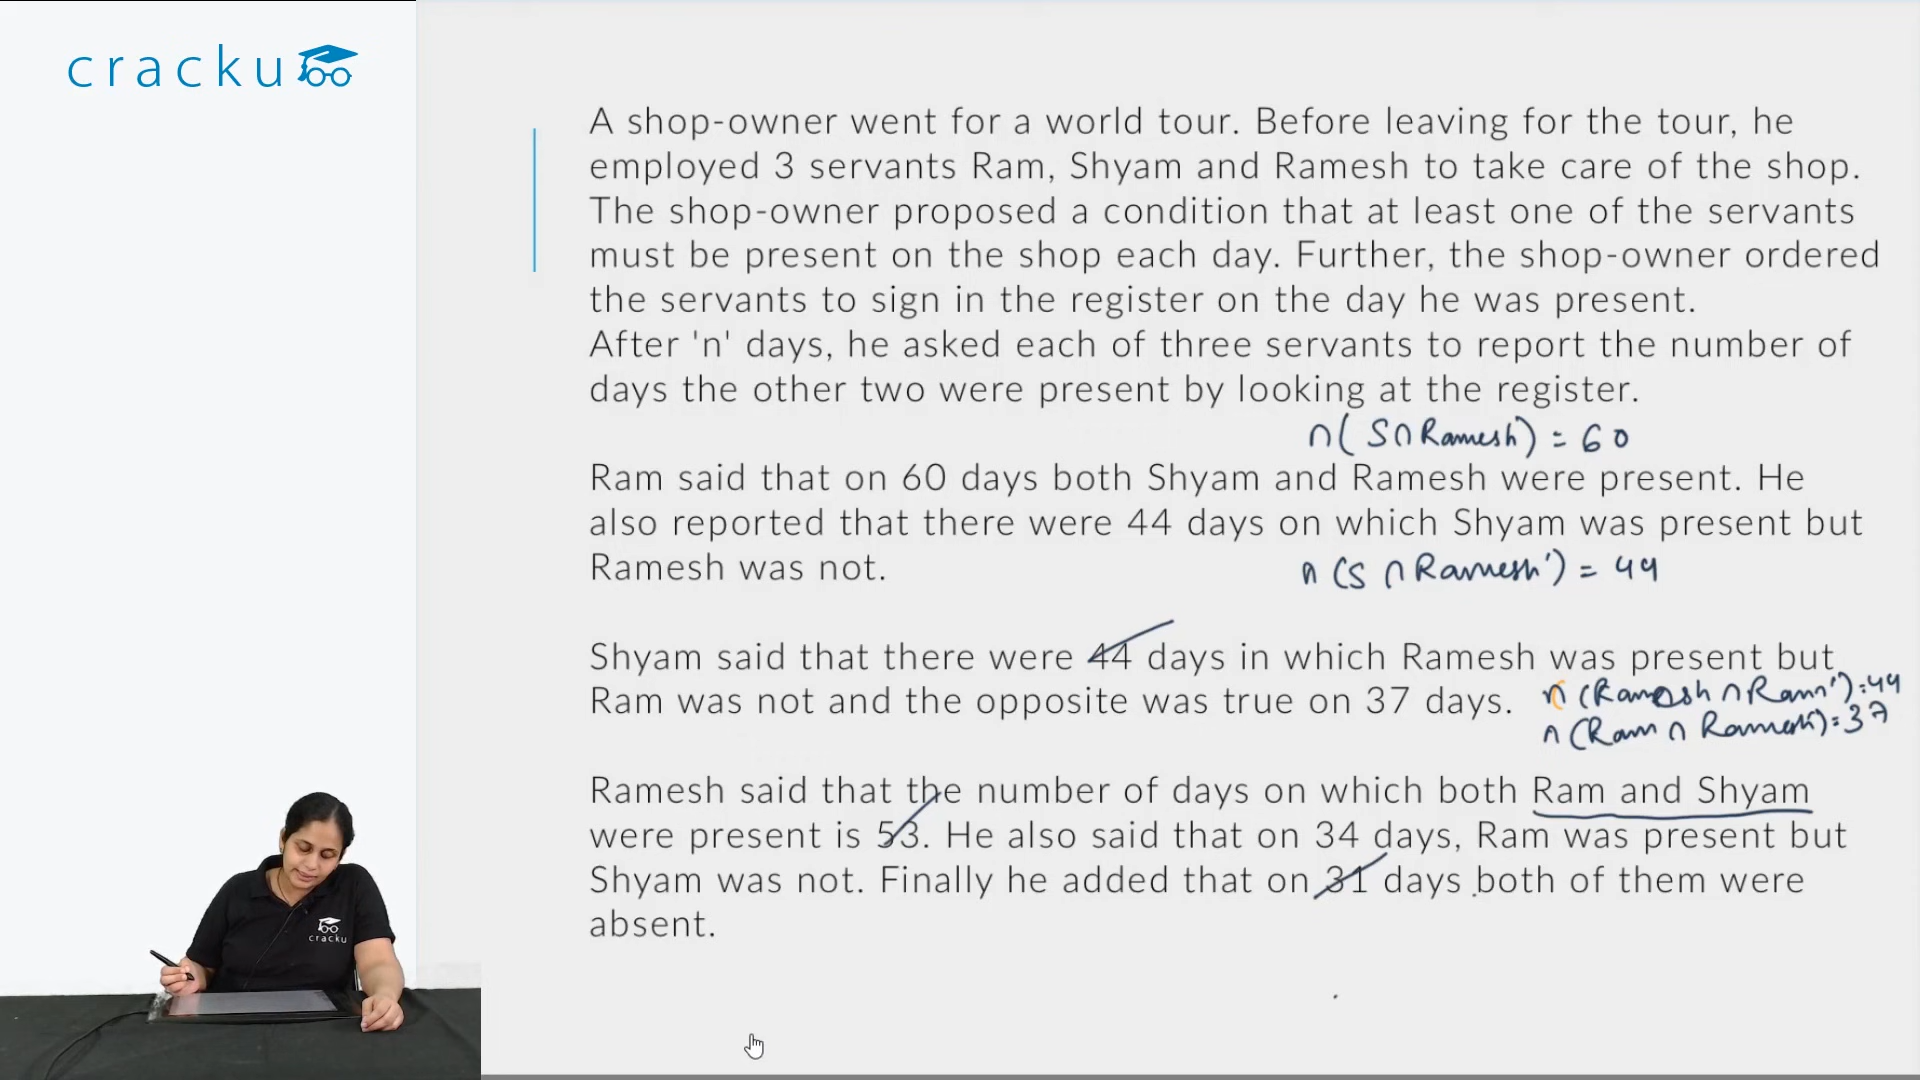 cracku
A shop-owner went for a world tour. Before leaving for the tour, he
employed 3 servants Ram, Shyam and Ramesh to take care of the shop.
The shop-owner proposed a condition that at least one of the servants
must be present on the shop each day. Further, the shop-owner ordered
the servants to sign in the register on the day he was present.
After 'n' days, he asked each of three servants to report the number of
days the other two were present by looking at the register.
n( S∩Ramesh) = 60
Ram said that on 60 days both Shyam and Ramesh were present. He
also reported that there were 44 days on which Shyam was present but
Ramesh was not.
n (S ∩ Ramesh') = 44
Shyam said that there were 44 days in which Ramesh was present but
Ram was not and the opposite was true on 37 days.
n (Ramesh ∩ Ram') = 44
n (Ram ∩ Ramesh') = 37
Ramesh said that the number of days on which both Ram and Shyam
were present is 53. He also said that on 34 days, Ram was present but
Shyam was not. Finally he added that on 31 days both of them were
absent.
cracku